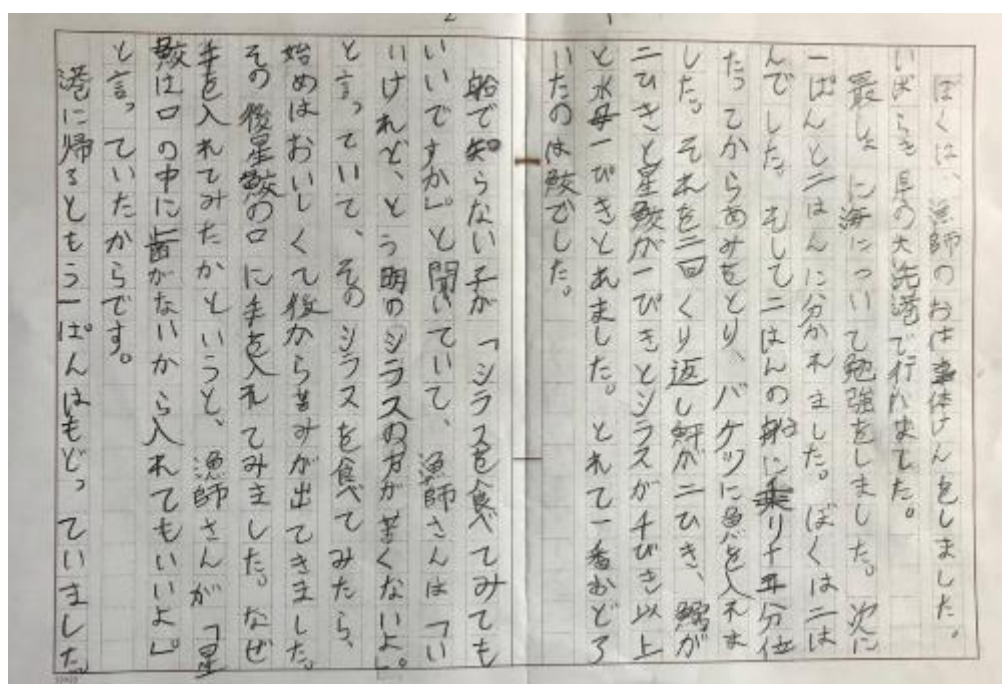 2 1
ぼくは、漁師のお仕事体けんをしました。
いばらき県の大洗港で行れました。
最しょに海について勉強をしました。次に
一ぱんと二はんに分かれました。ぼくは二は
んでした。そして二はんの船に乗り十五分位
たってからあみをとり、バケツに魚を入れま
した。それを二回くり返し鮃が二ひき、鰯が
二ひきと星鮫が一ぴきとシラスが千びき以上
と水母一ぴきとれました。とれて一番おどろ
いたのは鮫でした。
船で知らない子が「シラスを食べてみても
いいですか」。と聞いていて、漁師さんは「い
いけれど、とう明のシラスの方が苦くないよ」。
と言っていて、そのシラスを食べてみたら、
始めはおいしくて後から苦みが出てきました。
その後星鮫の口に手を入れてみました。なぜ
手を入れてみたかというと、漁師さんが「星
鮫は口の中に歯がないから入れてもいいよ」。
と言っていたからです。
港に帰るともう一ぱんはもどっていました。